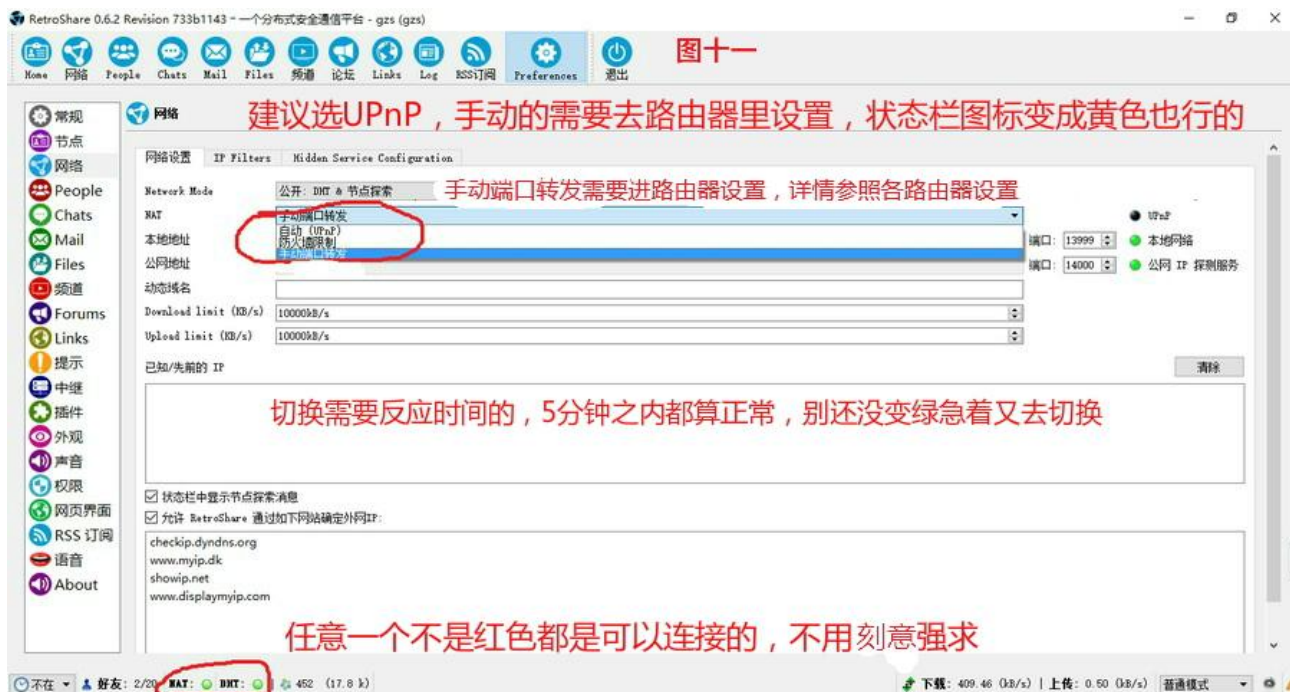 RetroShare 0.6.2 Revision 733b1143 - 一个分布式安全通信平台 - gzs (gzs)
Home 网络 People Chats Mail Files 频道 论坛 Links Log RSS订阅 Preferences 退出
图十一
常规
节点
网络
People
Chats
Mail
Files
频道
Forums
Links
提示
中继
插件
外观
声音
权限
网页界面
RSS 订阅
语音
About
网络
建议选UPnP，手动的需要去路由器里设置，状态栏图标变成黄色也行的
网络设置 IP Filters Hidden Service Configuration
Network Mode 公开: DHT & 节点探索
手动端口转发需要进路由器设置，详情参照各路由器设置
NAT 手动端口转发 UPnP
自动 (UPnP)
防火墙限制
手动端口转发
本地地址 端口: 13999 本地网络
公网地址 端口: 14000 公网 IP 探测服务
动态域名
Download limit (KB/s) 10000kB/s
Upload limit (KB/s) 10000kB/s
已知/先前的 IP 清除
切换需要反应时间的，5分钟之内都算正常，别还没变绿急着又去切换
状态栏中显示节点探索消息
允许 RetroShare 通过如下网站确定外网IP:
checkip.dyndns.org
www.myip.dk
showip.net
www.displaymyip.com
任意一个不是红色都是可以连接的，不用刻意强求
不在 好友: 2/20 NAT: DHT: 452 (17.8 k) 下载: 409.46 (kB/s) | 上传: 0.50 (kB/s) 普通模式